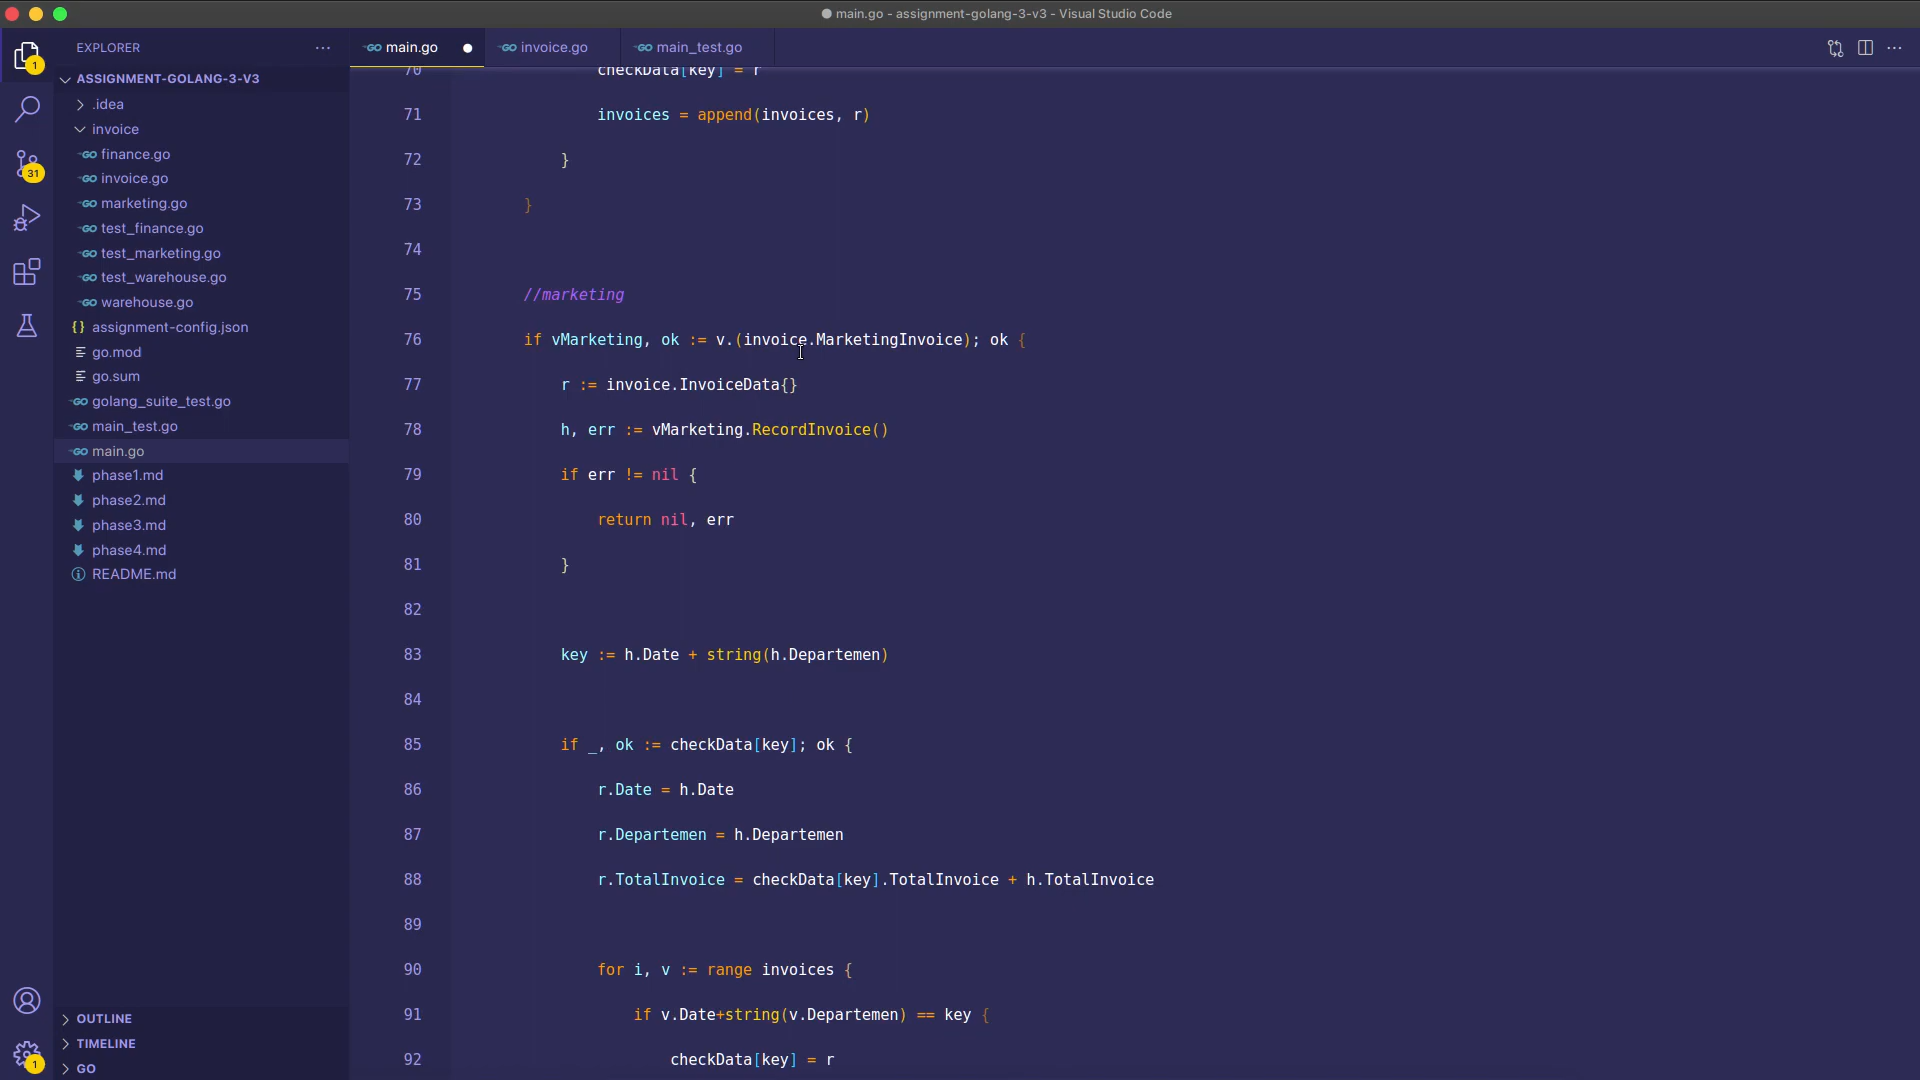 main.go - assignment-golang-3-v3 - Visual Studio Code
EXPLORER
main.go
invoice.go
main_test.go
ASSIGNMENT-GOLANG-3-V3
.idea
invoice
finance.go
invoice.go
marketing.go
test_finance.go
test_marketing.go
test_warehouse.go
warehouse.go
assignment-config.json
go.mod
go.sum
golang_suite_test.go
main_test.go
main.go
phase1.md
phase2.md
phase3.md
phase4.md
README.md
OUTLINE
TIMELINE
GO
1
31
1
70 checkData[key] = r
71 invoices = append(invoices, r)
72 }
73 }
74
75 //marketing
76 if vMarketing, ok := v.(invoice.MarketingInvoice); ok {
77 r := invoice.InvoiceData{}
78 h, err := vMarketing.RecordInvoice()
79 if err != nil {
80 return nil, err
81 }
82
83 key := h.Date + string(h.Departemen)
84
85 if _, ok := checkData[key]; ok {
86 r.Date = h.Date
87 r.Departemen = h.Departemen
88 r.TotalInvoice = checkData[key].TotalInvoice + h.TotalInvoice
89
90 for i, v := range invoices {
91 if v.Date+string(v.Departemen) == key {
92 checkData[key] = r